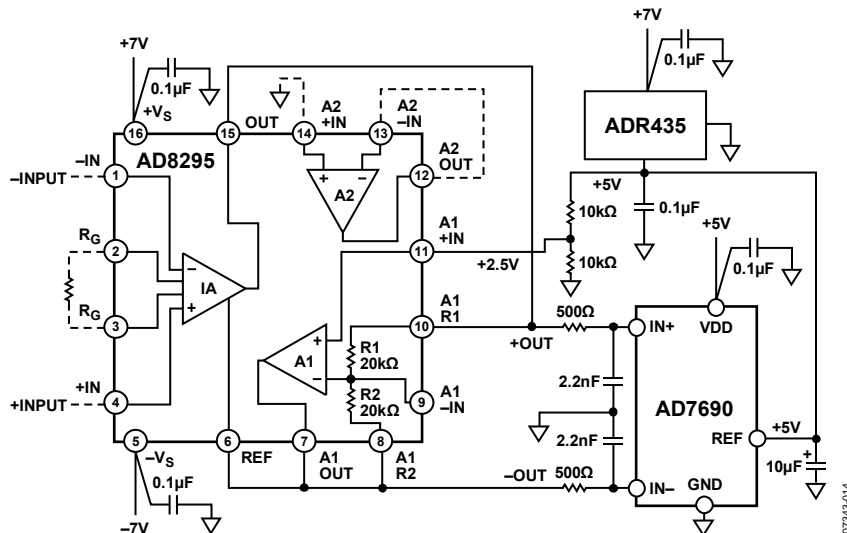 +7V
0.1µF
+VS
16
15
OUT
14
A2
+IN
13
A2
–IN
AD8295
A2
OUT
12
–IN
–INPUT
1
+
–
A2
A1
+IN
11
+2.5V
RG
2
–
IA
+
RG
3
A1
R1
10
+
A1
–
R1
20kΩ
R2
20kΩ
9
A1
–IN
+IN
+INPUT
4
5
–VS
0.1µF
–7V
6
REF
7
A1
OUT
8
A1
R2
+7V
0.1µF
ADR435
+5V
10kΩ
10kΩ
0.1µF
+5V
0.1µF
VDD
500Ω
+OUT
IN+
2.2nF
2.2nF
AD7690
REF
+5V
10µF
+
–OUT
500Ω
IN–
GND
07343-014